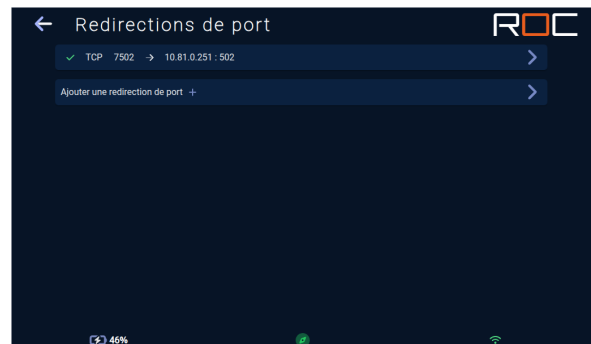 Redirections de port
ROC
TCP 7502 → 10.81.0.251 : 502
Ajouter une redirection de port +
46%